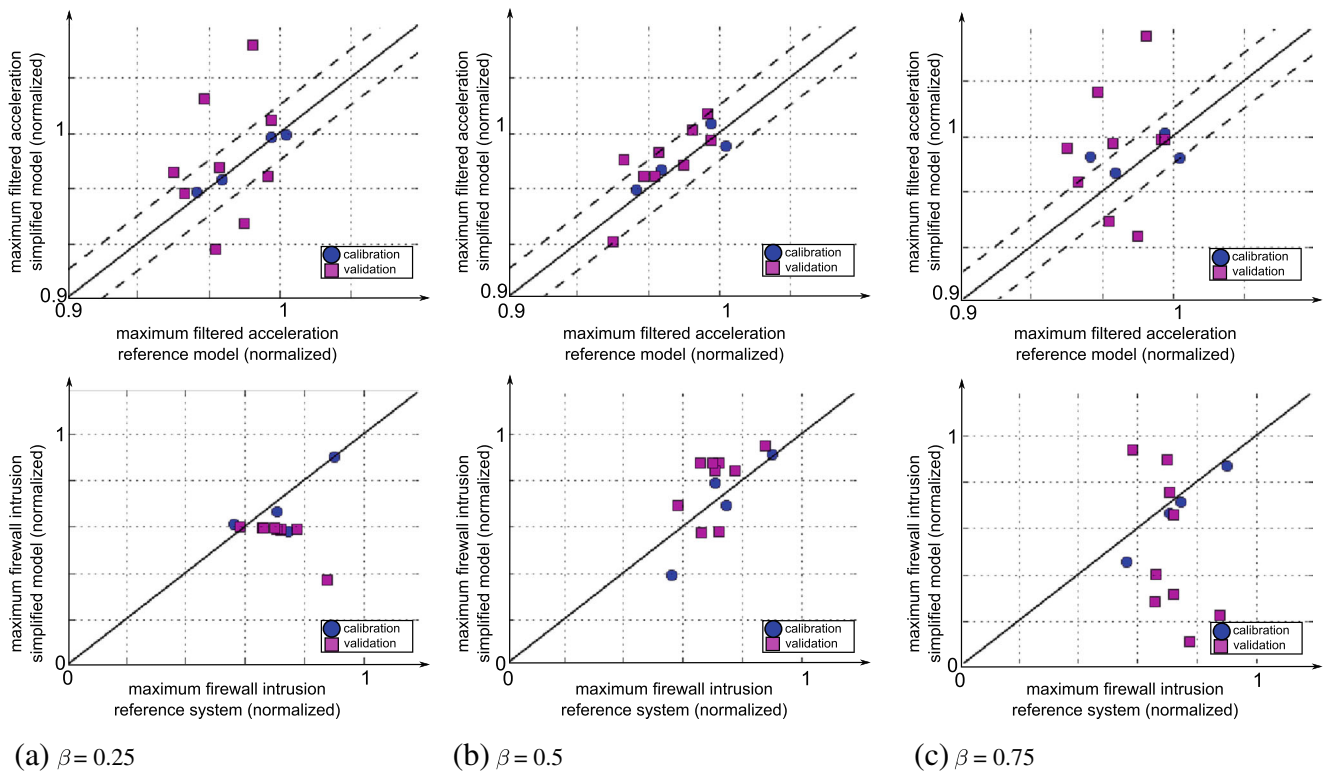 maximum filtered acceleration
simplified model (normalized)
1
0.9
0.9
1
calibration
validation
maximum filtered acceleration
reference model (normalized)
maximum filtered acceleration
simplified model (normalized)
1
0.9
0.9
1
calibration
validation
maximum filtered acceleration
reference model (normalized)
maximum filtered acceleration
simplified model (normalized)
1
0.9
0.9
1
calibration
validation
maximum filtered acceleration
reference model (normalized)
maximum firewall intrusion
simplified model (normalized)
1
0
0
1
calibration
validation
maximum firewall intrusion
reference system (normalized)
maximum firewall intrusion
simplified model (normalized)
1
0
0
1
calibration
validation
maximum firewall intrusion
reference system (normalized)
maximum firewall intrusion
simplified model (normalized)
1
0
0
1
calibration
validation
maximum firewall intrusion
reference system (normalized)
(a) β = 0.25
(b) β = 0.5
(c) β = 0.75